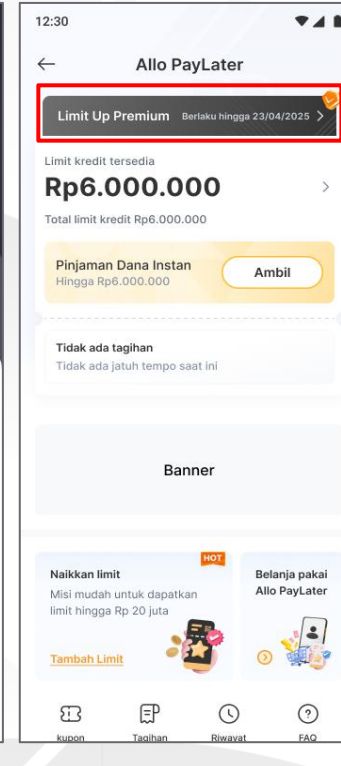 12:30
Allo PayLater
Limit Up Premium Berlaku hingga 23/04/2025
Limit kredit tersedia
Rp6.000.000
Total limit kredit Rp6.000.000
Pinjaman Dana Instan
Hingga Rp6.000.000
Ambil
Tidak ada tagihan
Tidak ada jatuh tempo saat ini
Banner
HOT
Naikkan limit
Misi mudah untuk dapatkan
limit hingga Rp 20 juta
Tambah Limit
Belanja pakai
Allo PayLater
kupon Tagihan Riwayat FAQ